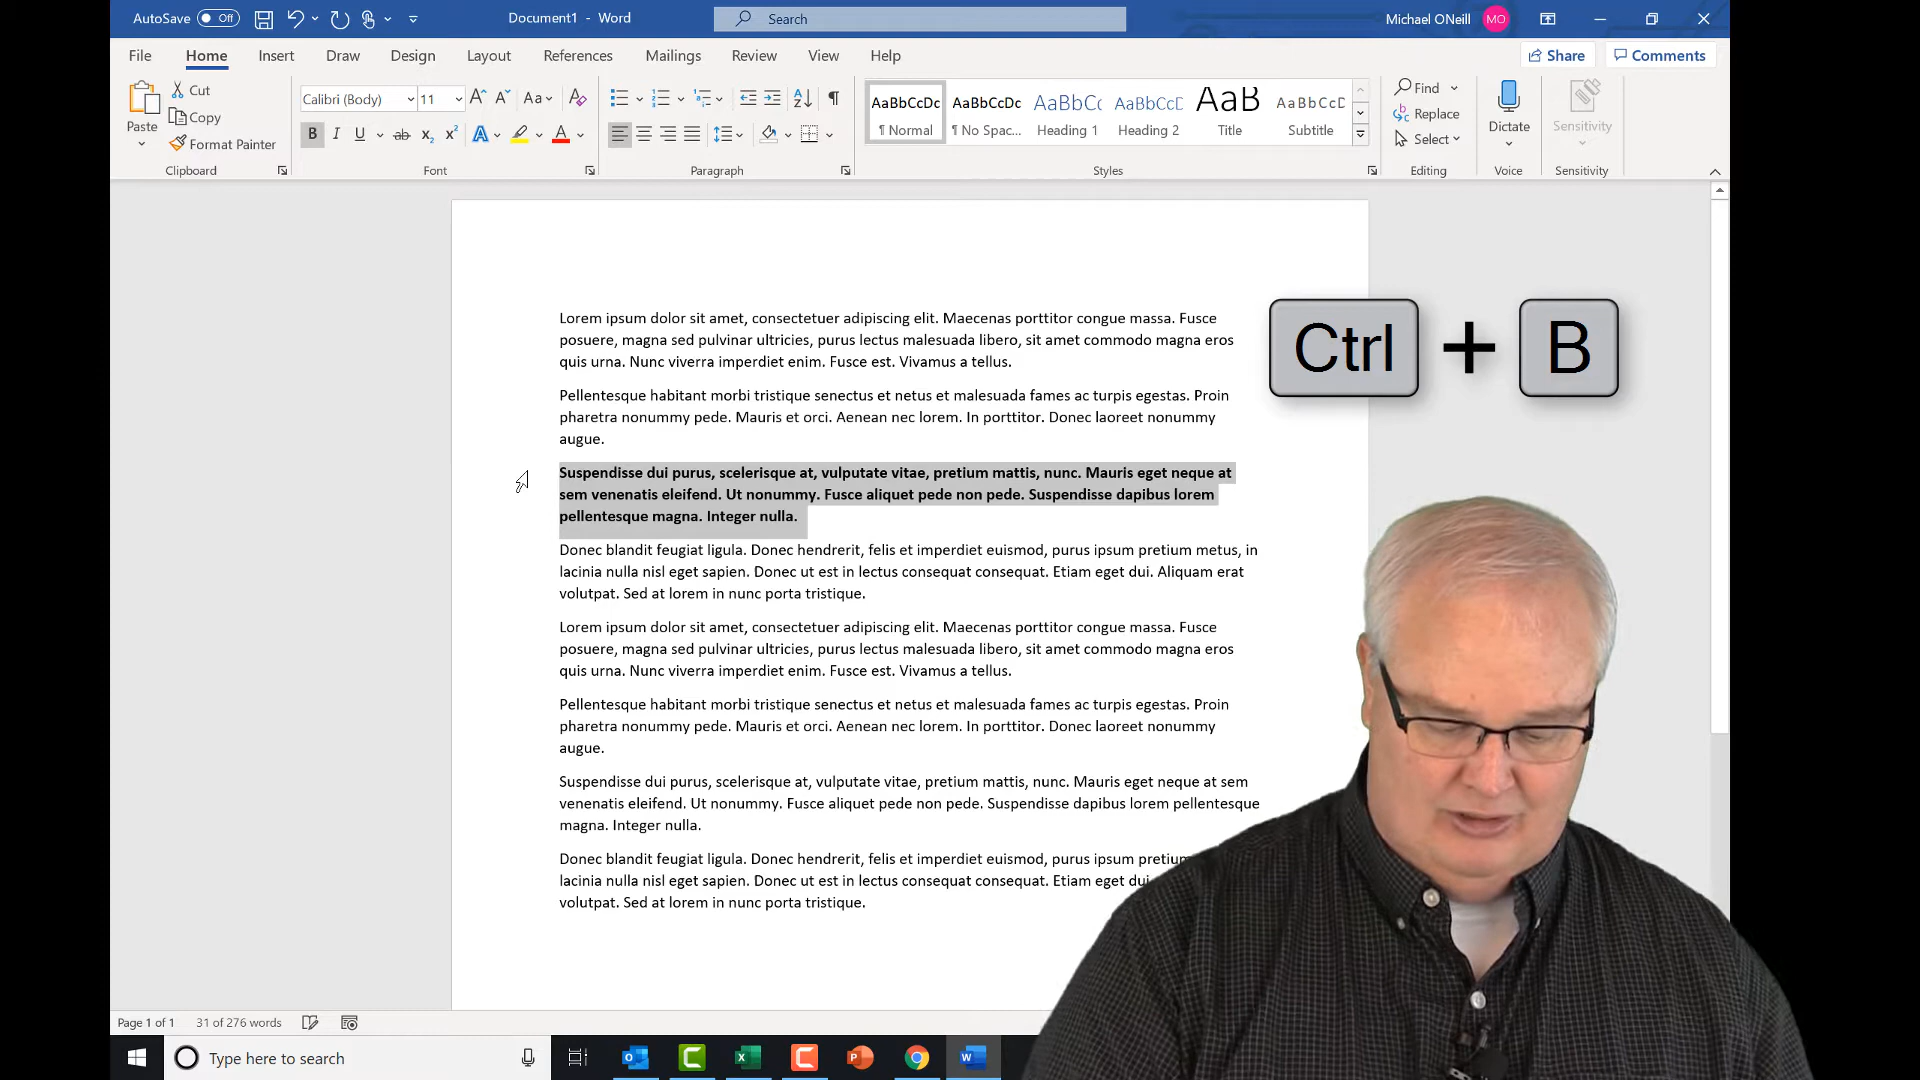 AutoSave Off Document1 - Word Search Michael ONeill MO
File Home Insert Draw Design Layout References Mailings Review View Help Share Comments
Paste Cut
Copy
Format Painter
Clipboard
Calibri (Body) 11 Aa
B I U ab x₂ x² A A
Font
Paragraph
AaBbCcDc AaBbCcDc AaBbCc AaBbCcD AaB AaBbCcD
¶ Normal ¶ No Spac... Heading 1 Heading 2 Title Subtitle
Styles
Find
Replace
Select
Editing
Dictate
Voice
Sensitivity
Sensitivity
Lorem ipsum dolor sit amet, consectetuer adipiscing elit. Maecenas porttitor congue massa. Fusce
posuere, magna sed pulvinar ultricies, purus lectus malesuada libero, sit amet commodo magna eros
quis urna. Nunc viverra imperdiet enim. Fusce est. Vivamus a tellus.
Ctrl + B
Pellentesque habitant morbi tristique senectus et netus et malesuada fames ac turpis egestas. Proin
pharetra nonummy pede. Mauris et orci. Aenean nec lorem. In porttitor. Donec laoreet nonummy
augue.
Suspendisse dui purus, scelerisque at, vulputate vitae, pretium mattis, nunc. Mauris eget neque at
sem venenatis eleifend. Ut nonummy. Fusce aliquet pede non pede. Suspendisse dapibus lorem
pellentesque magna. Integer nulla.
Donec blandit feugiat ligula. Donec hendrerit, felis et imperdiet euismod, purus ipsum pretium metus, in
lacinia nulla nisl eget sapien. Donec ut est in lectus consequat consequat. Etiam eget dui. Aliquam erat
volutpat. Sed at lorem in nunc porta tristique.
Lorem ipsum dolor sit amet, consectetuer adipiscing elit. Maecenas porttitor congue massa. Fusce
posuere, magna sed pulvinar ultricies, purus lectus malesuada libero, sit amet commodo magna eros
quis urna. Nunc viverra imperdiet enim. Fusce est. Vivamus a tellus.
Pellentesque habitant morbi tristique senectus et netus et malesuada fames ac turpis egestas. Proin
pharetra nonummy pede. Mauris et orci. Aenean nec lorem. In porttitor. Donec laoreet nonummy
augue.
Suspendisse dui purus, scelerisque at, vulputate vitae, pretium mattis, nunc. Mauris eget neque at sem
venenatis eleifend. Ut nonummy. Fusce aliquet pede non pede. Suspendisse dapibus lorem pellentesque
magna. Integer nulla.
Donec blandit feugiat ligula. Donec hendrerit, felis et imperdiet euismod, purus ipsum
lacinia nulla nisl eget sapien. Donec ut est in lectus consequat consequat. Etiam eget
volutpat. Sed at lorem in nunc porta tristique.
Page 1 of 1 31 of 276 words
Type here to search